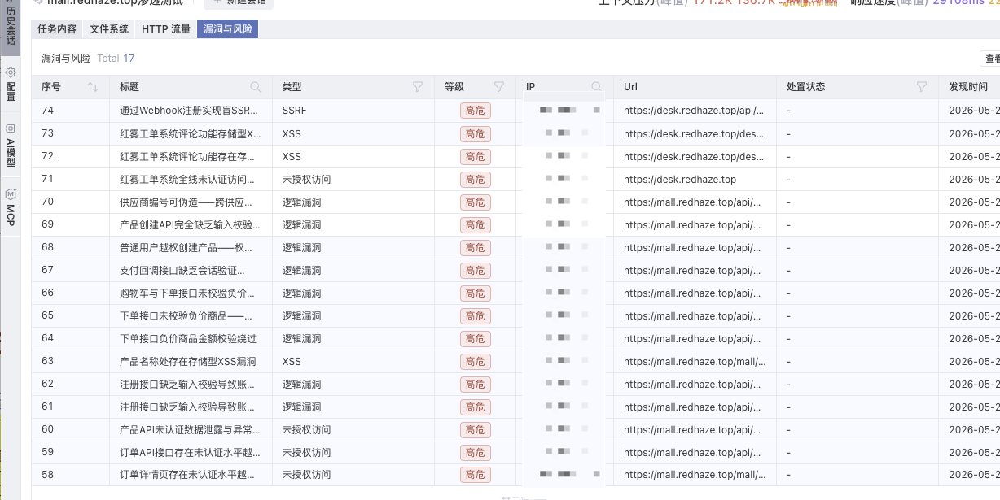 mall.redhaze.top渗透测试 + 新建会话 上下文压力(峰值) 171.2K 136.7K 响应速度(峰值) 29108ms
历史会话
配置
AI模型
MCP
任务内容 文件系统 HTTP 流量 漏洞与风险
漏洞与风险 Total 17 查看
序号 标题 类型 等级 IP Url 处置状态 发现时间
74 通过Webhook注册实现盲SSR... SSRF 高危 https://desk.redhaze.top/api/... - 2026-05-2
73 红雾工单系统评论功能存储型X... XSS 高危 https://desk.redhaze.top/des... - 2026-05-2
72 红雾工单系统评论功能存在存... XSS 高危 https://desk.redhaze.top/des... - 2026-05-2
71 红雾工单系统全线未认证访问... 未授权访问 高危 https://desk.redhaze.top - 2026-05-2
70 供应商编号可伪造——跨供应... 逻辑漏洞 高危 https://mall.redhaze.top/api/... - 2026-05-2
69 产品创建API完全缺乏输入校验... 逻辑漏洞 高危 https://mall.redhaze.top/api/... - 2026-05-2
68 普通用户越权创建产品——权... 逻辑漏洞 高危 https://mall.redhaze.top/api/... - 2026-05-2
67 支付回调接口缺乏会话验证... 逻辑漏洞 高危 https://mall.redhaze.top/api/... - 2026-05-2
66 购物车与下单接口未校验负价... 逻辑漏洞 高危 https://mall.redhaze.top/api/... - 2026-05-2
65 下单接口未校验负价商品——... 逻辑漏洞 高危 https://mall.redhaze.top/api/... - 2026-05-2
64 下单接口负价商品金额校验绕过 逻辑漏洞 高危 https://mall.redhaze.top/api/... - 2026-05-2
63 产品名称处存在存储型XSS漏洞 XSS 高危 https://mall.redhaze.top/mall/... - 2026-05-2
62 注册接口缺乏输入校验导致账... 逻辑漏洞 高危 https://mall.redhaze.top/api/... - 2026-05-2
61 注册接口缺乏输入校验导致账... 逻辑漏洞 高危 https://mall.redhaze.top/api/... - 2026-05-2
60 产品API未认证数据泄露与异常... 未授权访问 高危 https://mall.redhaze.top/api/... - 2026-05-2
59 订单API接口存在未认证水平越... 未授权访问 高危 https://mall.redhaze.top/api/... - 2026-05-2
58 订单详情页存在未认证水平越... 未授权访问 高危 https://mall.redhaze.top/mall/... - 2026-05-2